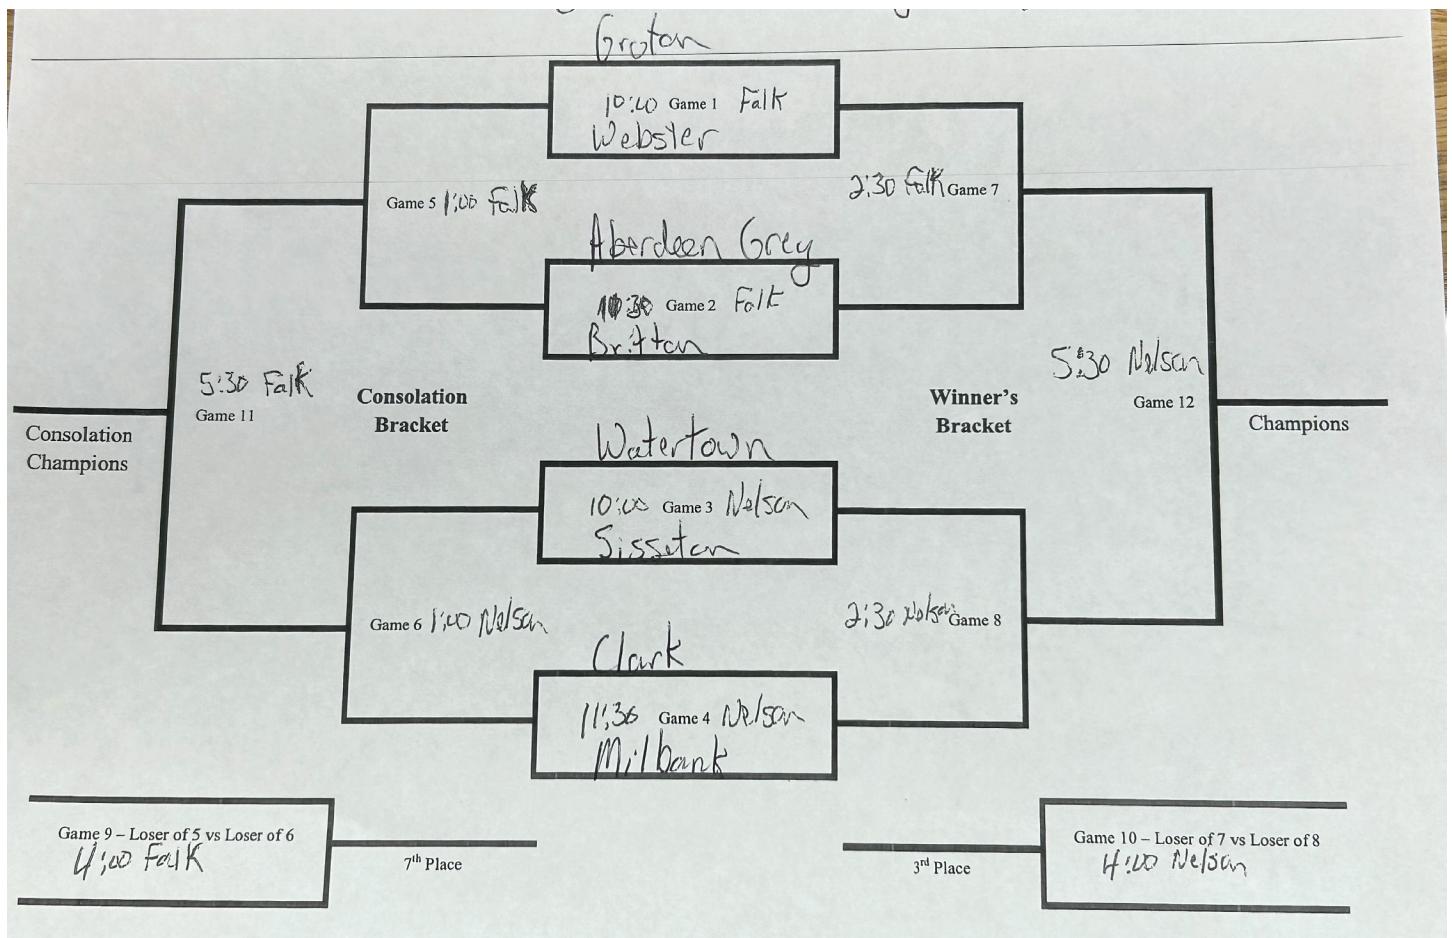 Groton
10:00 Game 1 Falk
Webster
Game 5 1:00 Falk
2:30 Falk Game 7
Aberdeen Grey
Game 2 Falk
Britton
5:30 Falk
Game 11
Consolation
Bracket
Winner's
Bracket
5:30 Nelson
Game 12
Consolation
Champions
Champions
Watertown
10:00 Game 3 Nelson
Sisseton
Game 6 1:00 Nelson
2:30 Nelson Game 8
Clark
11:30 Game 4 Nelson
Milbank
Game 9 – Loser of 5 vs Loser of 6
4:00 Falk
7th Place
3rd Place
Game 10 – Loser of 7 vs Loser of 8
4:00 Nelson